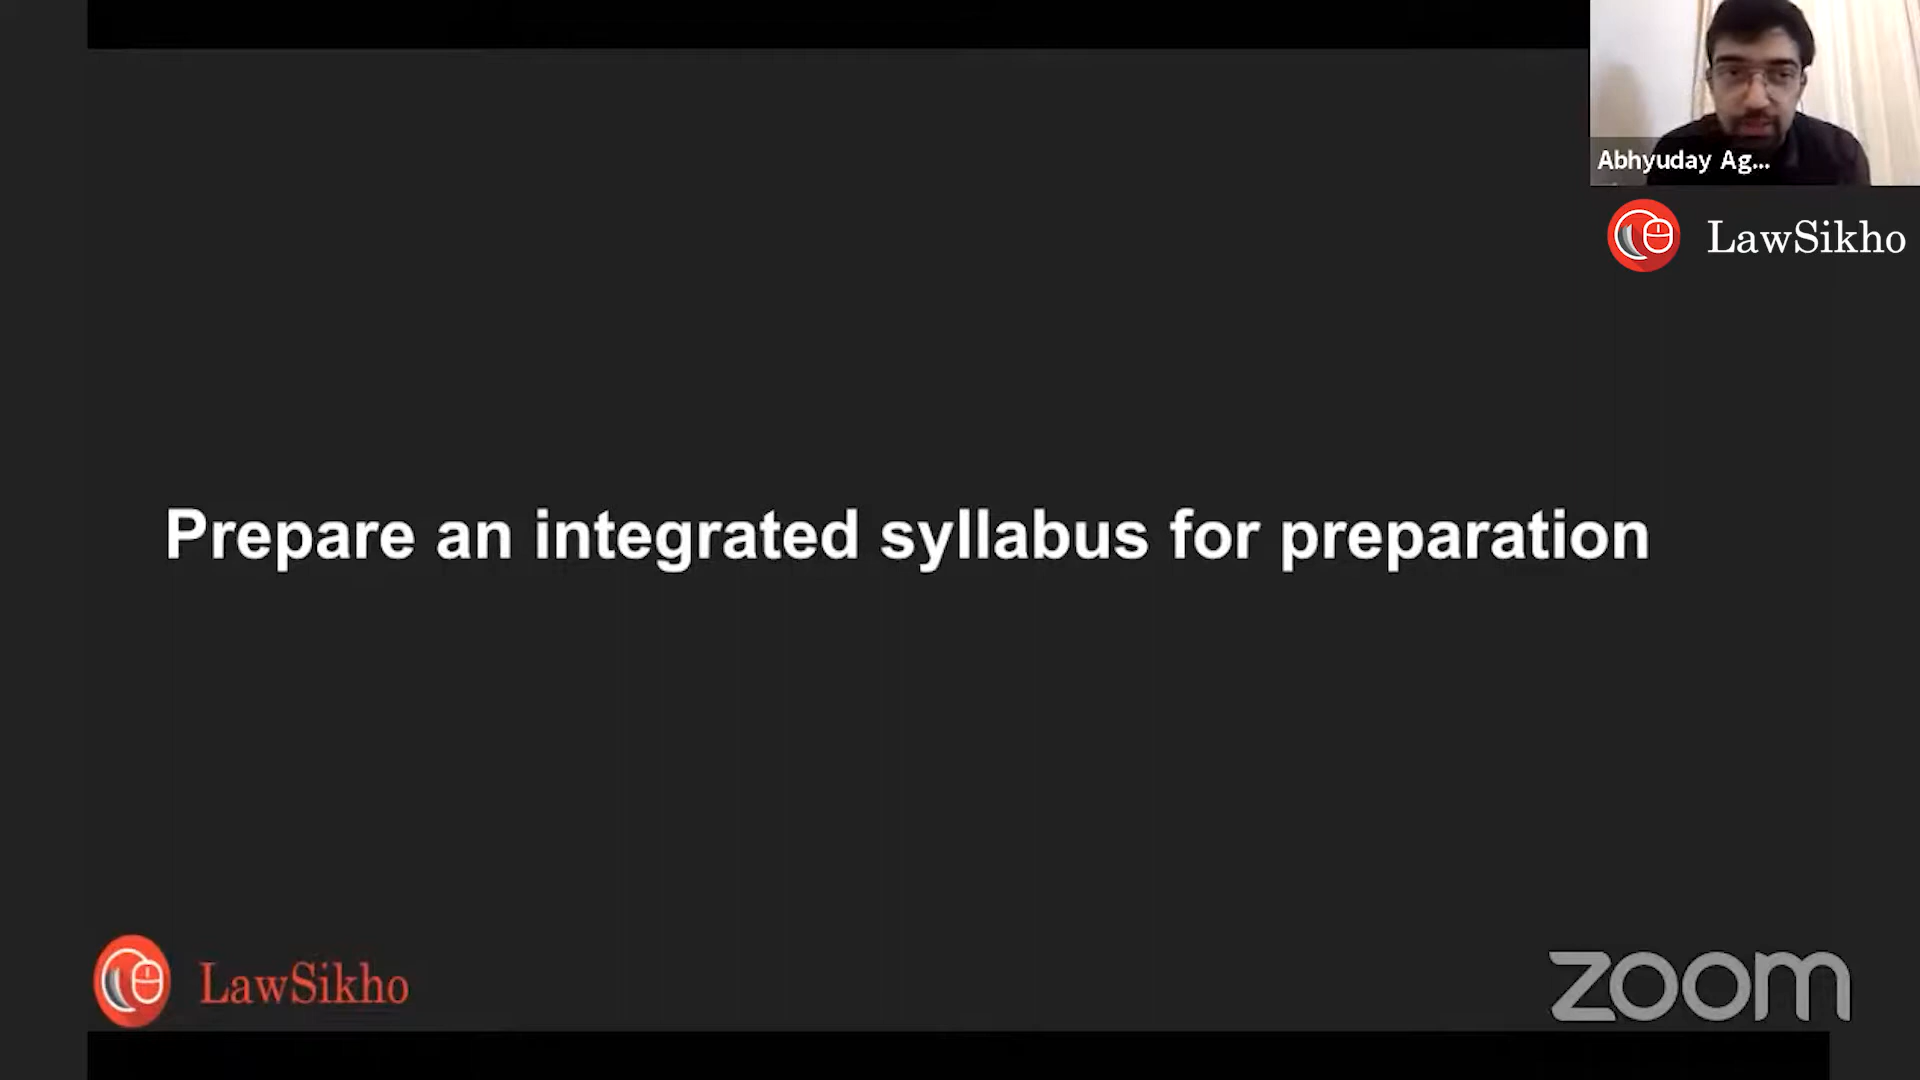 Abhyuday Ag...
LawSikho
Prepare an integrated syllabus for preparation
LawSikho
zoom